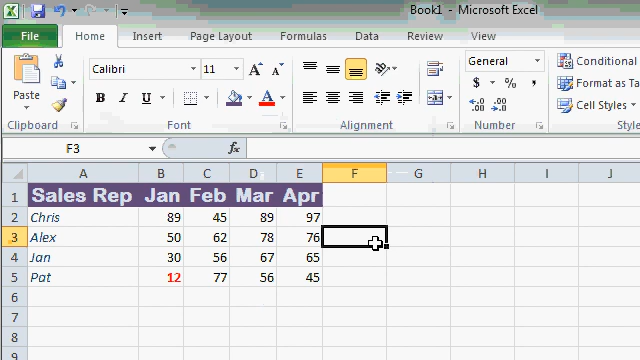 Book1 - Microsoft Excel
File Home Insert Page Layout Formulas Data Review View
Calibri 11 General Conditional
Paste $ % , Format as Ta
B I U A Cell Styles
Clipboard Font Alignment Number
F3 fx
A B C D E F G H I J
1 Sales Rep Jan Feb Mar Apr
2 Chris 89 45 89 97
3 Alex 50 62 78 76
4 Jan 30 56 67 65
5 Pat 12 77 56 45
6
7
8
9